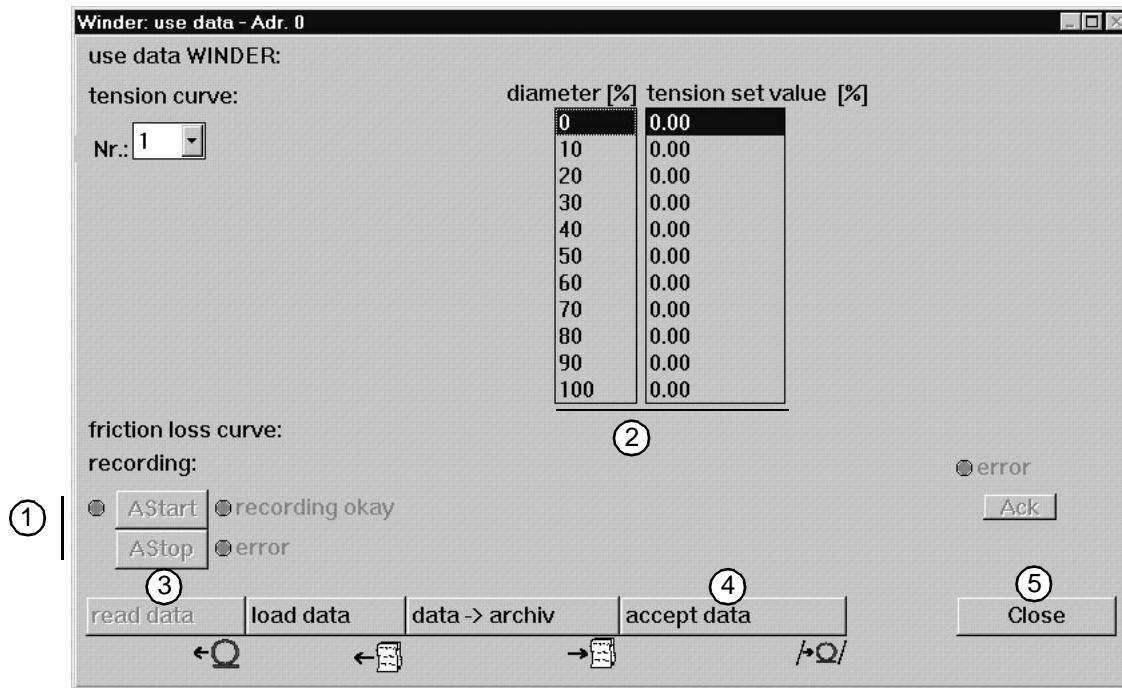 Winder: use data - Adr. 0
use data WINDER:
tension curve:
diameter [%] tension set value [%]
Nr.: 1
0 0.00
10 0.00
20 0.00
30 0.00
40 0.00
50 0.00
60 0.00
70 0.00
80 0.00
90 0.00
100 0.00
friction loss curve:
2
recording:
error
1
AStart recording okay
Ack
AStop error
3 4 5
read data load data data -> archiv accept data Close